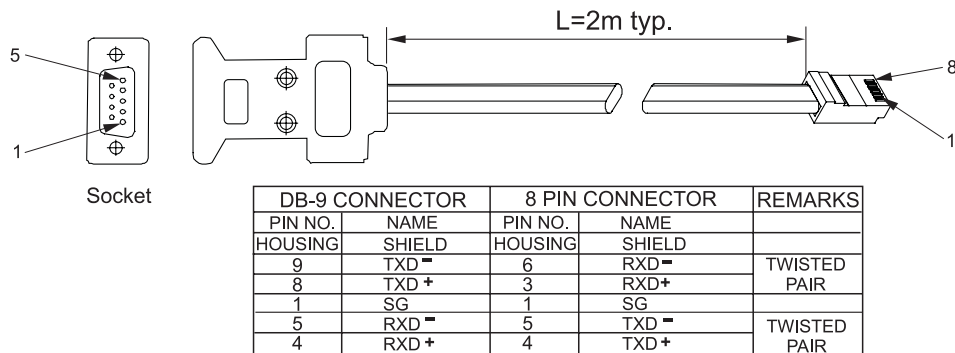 L=2m typ.
5
8
1
1
Socket
DB-9 CONNECTOR 8 PIN CONNECTOR REMARKS
PIN NO. NAME PIN NO. NAME
HOUSING SHIELD HOUSING SHIELD
9 TXD - 6 RXD- TWISTED PAIR
8 TXD + 3 RXD+
1 SG 1 SG
5 RXD - 5 TXD - TWISTED PAIR
4 RXD + 4 TXD+